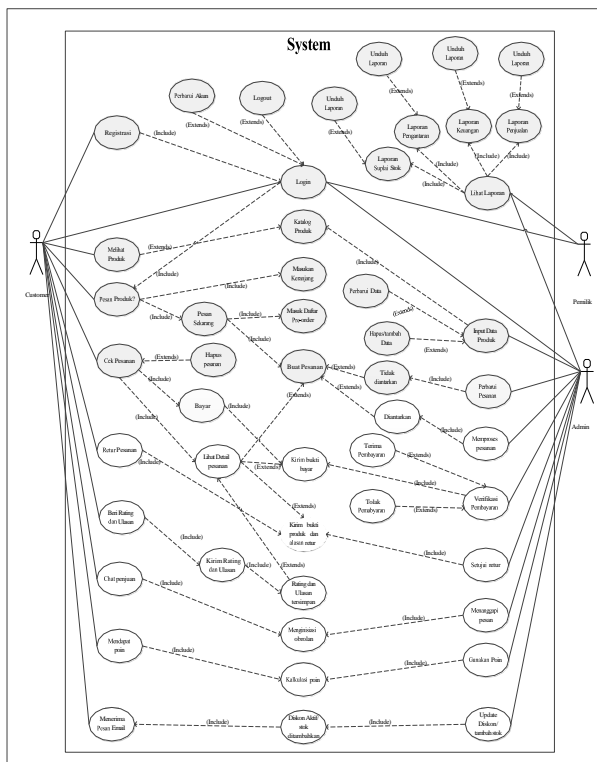 System
Unduh
Laporan
Unduh
Laporan
Unduh
Laporan
Perbarui Akun
Logout
Unduh
Laporan
(Extends)
(Extends)
(Extends)
(Extends)
(Extends)
(Extends)
Registrasi
(Include)
Laporan
Pengantaran
Laporan
Keuangan
Laporan
Penjualan
Laporan
Suplai Stok
(Include)
(Include)
(Include)
(Include)
Login
Lihat Laporan
Customer
Pemilik
Admin
Melihat
Produk
(Extends)
Katalog
Produk
(Include)
(Include)
Pesan Produk?
(Include)
Masukan
Keranjang
(Include)
Pesan
Sekarang
(Include)
Masuk Daftar
Pre-order
Perbarui Data
(Extends)
Input Data
Produk
Hapus/tambah
Data
(Extends)
(Include)
Cek Pesanan
(Extends)
Hapus
pesanan
Buat Pesanan
(Extends)
Tidak
diantarkan
(Include)
Perbarui
Pesanan
(Include)
Bayar
(Include)
(Extends)
(Extends)
Diantarkan
(Include)
Memproses
pesanan
(Include)
Retur Pesanan
(Include)
Lihat Detail
pesanan
(Extends)
Kirim bukti
bayar
Terima
Pembayaran
(Extends)
(Include)
Verifikasi
Pembayaran
Tolak
Pembayaran
(Extends)
(Extends)
Kirim bukti
produk dan
alasan retur
(Include)
Setujui retur
Beri Rating
dan Ulasan
(Include)
Kirim Rating
dan Ulasan
(Include)
(Extends)
Rating dan
Ulasan
tersimpan
Chat penjual
(Include)
Menginisiasi
obrolan
(Include)
Menanggapi
pesan
Mendapat
poin
(Include)
Kalkulasi poin
(Include)
Gunakan Poin
Menerima
Pesan Email
(Include)
Diskon Aktif/
stok
ditambahkan
(Include)
Update
Diskon/
tambah stok